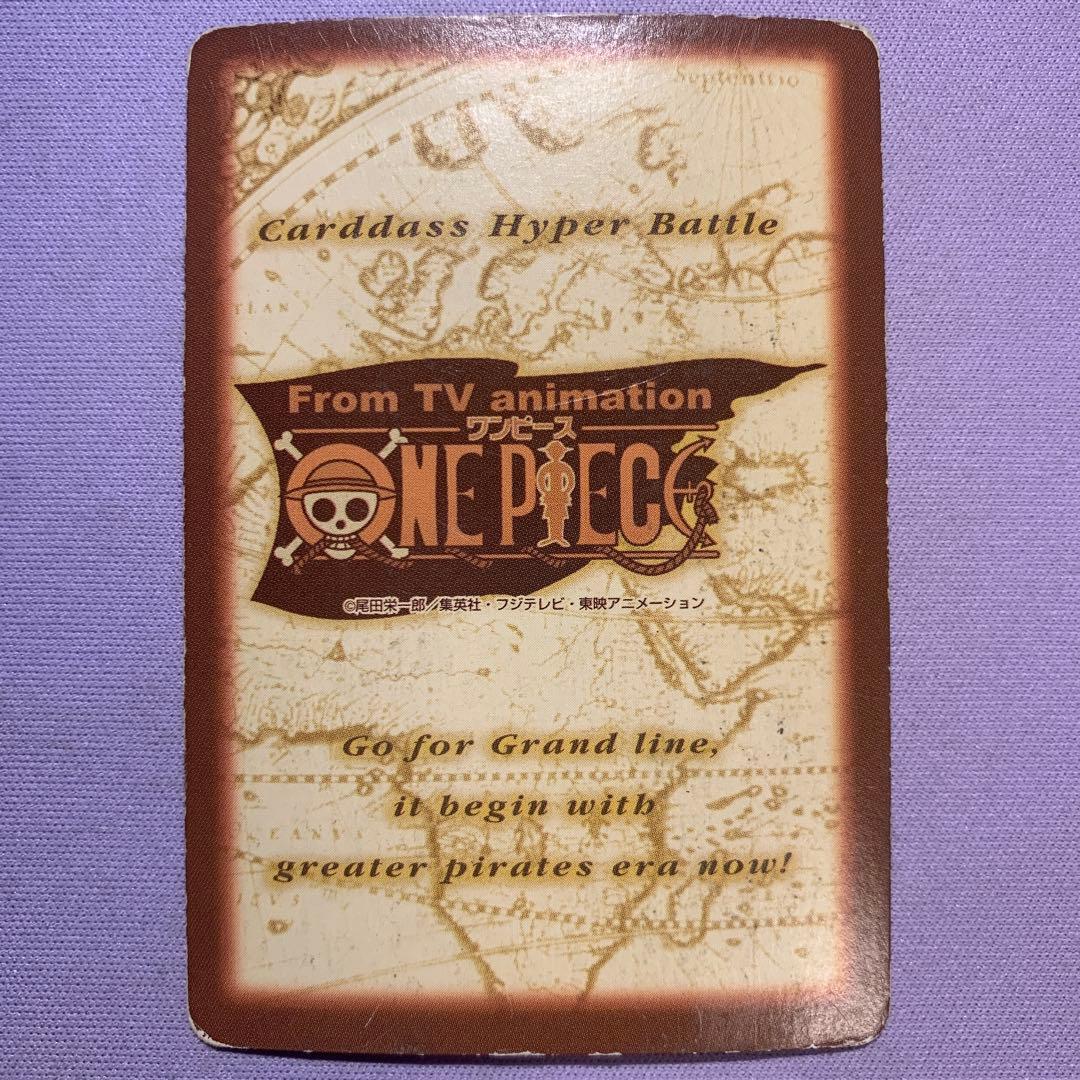 Septentrio
Carddass Hyper Battle
From TV animation
ワンピース
ONE PIECE
©尾田栄一郎／集英社・フジテレビ・東映アニメーション
Go for Grand line,
it begin with
greater pirates era now!